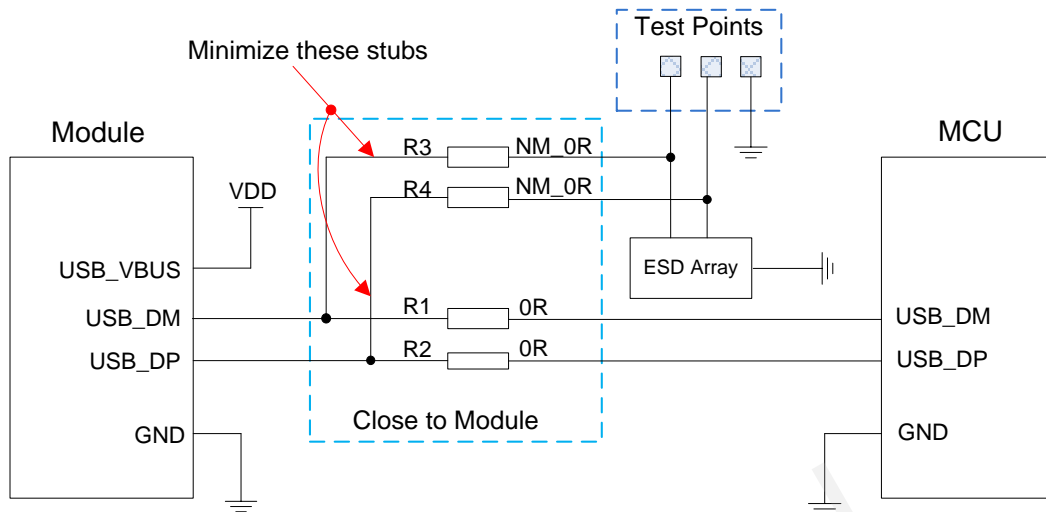 Test Points
Minimize these stubs
Module
MCU
R3 NM_0R
R4 NM_0R
VDD
ESD Array
USB_VBUS
USB_DM
R1 0R
USB_DM
USB_DP
R2 0R
USB_DP
Close to Module
GND
GND